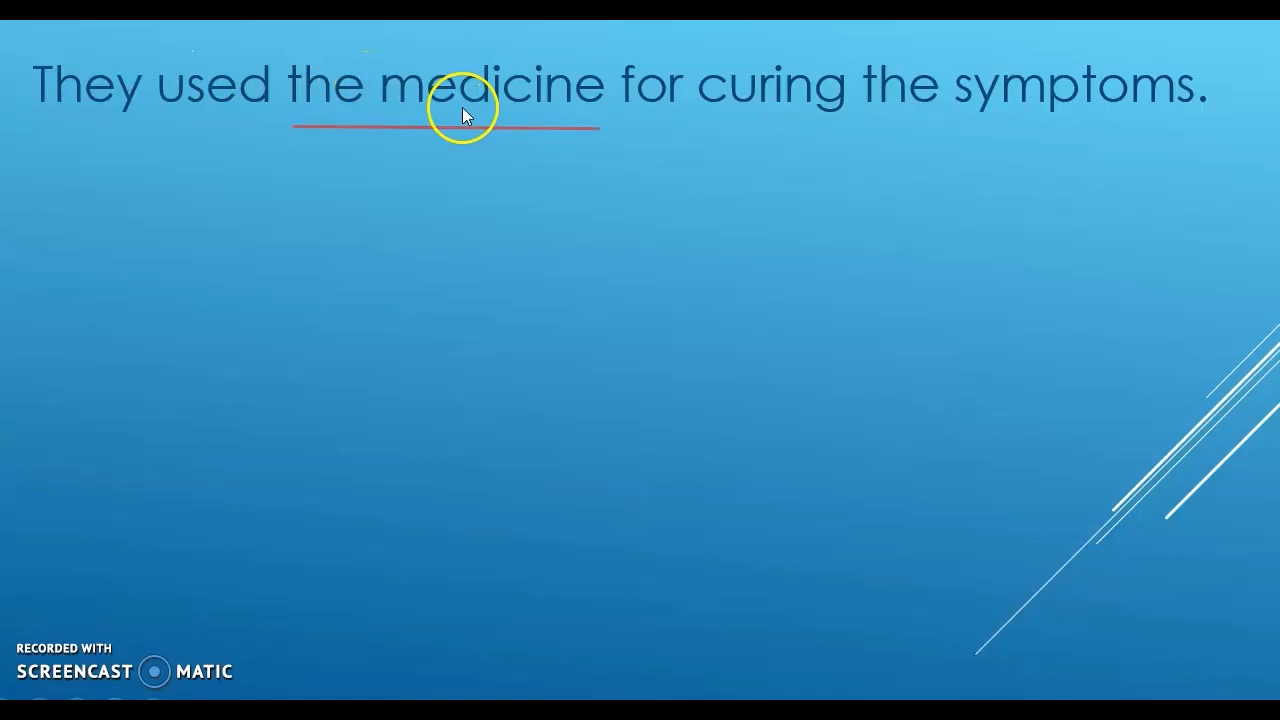 They used the medicine for curing the symptoms.
RECORDED WITH
SCREENCAST MATIC